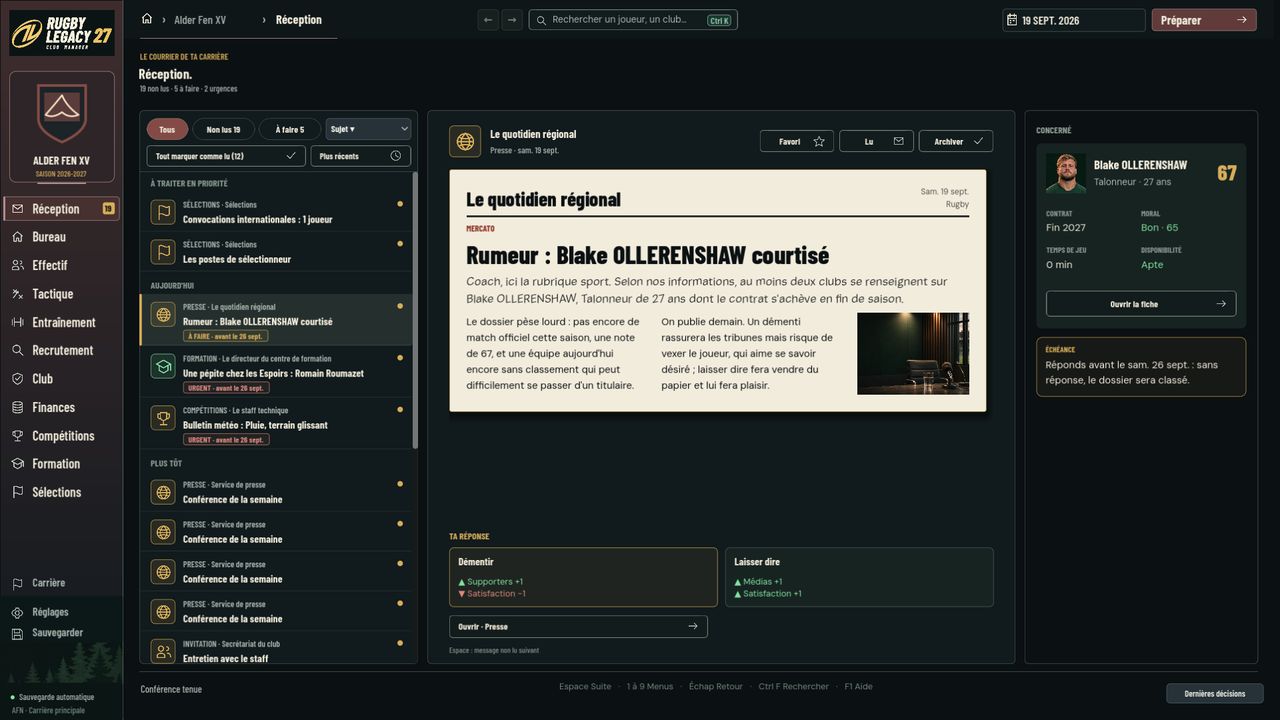 RUGBY
LEGACY 27
CLUB MANAGER
ALDER FEN XV
SAISON 2026-2027
Réception 19
Bureau
Effectif
Tactique
Entraînement
Recrutement
Club
Finances
Compétitions
Formation
Sélections
Carrière
Réglages
Sauvegarder
Sauvegarde automatique
AFN · Carrière principale
Alder Fen XV › Réception
Rechercher un joueur, un club... Ctrl K
19 SEPT. 2026
Préparer
LE COURRIER DE TA CARRIÈRE
Réception.
19 non lus · 5 à faire · 2 urgences
Tous
Non lus 19
À faire 5
Sujet ▾
Tout marquer comme lu (12)
Plus récents
À TRAITER EN PRIORITÉ
SÉLECTIONS · Sélections
Convocations internationales : 1 joueur
SÉLECTIONS · Sélections
Les postes de sélectionneur
AUJOURD'HUI
PRESSE · Le quotidien régional
Rumeur : Blake OLLERENSHAW courtisé
À FAIRE · avant le 26 sept.
FORMATION · Le directeur du centre de formation
Une pépite chez les Espoirs : Romain Roumazet
URGENT · avant le 26 sept.
COMPÉTITIONS · Le staff technique
Bulletin météo : Pluie, terrain glissant
URGENT · avant le 26 sept.
PLUS TÔT
PRESSE · Service de presse
Conférence de la semaine
PRESSE · Service de presse
Conférence de la semaine
PRESSE · Service de presse
Conférence de la semaine
PRESSE · Service de presse
Conférence de la semaine
INVITATION · Secrétariat du club
Entretien avec le staff
Le quotidien régional
Presse · sam. 19 sept.
Favori
Lu
Archiver
Le quotidien régional
Sam. 19 sept.
Rugby
MERCATO
Rumeur : Blake OLLERENSHAW courtisé
Coach, ici la rubrique sport. Selon nos informations, au moins deux clubs se renseignent sur
Blake OLLERENSHAW, Talonneur de 27 ans dont le contrat s'achève en fin de saison.
Le dossier pèse lourd : pas encore de
match officiel cette saison, une note
de 67, et une équipe aujourd'hui
encore sans classement qui peut
difficilement se passer d'un titulaire.
On publie demain. Un démenti
rassurera les tribunes mais risque de
vexer le joueur, qui aime se savoir
désiré ; laisser dire fera vendre du
papier et lui fera plaisir.
TA RÉPONSE
Démentir
▲ Supporters +1
▼ Satisfaction −1
Laisser dire
▲ Médias +1
▲ Satisfaction +1
Ouvrir · Presse
Espace : message non lu suivant
CONCERNÉ
Blake OLLERENSHAW
Talonneur · 27 ans
67
CONTRAT
Fin 2027
MORAL
Bon · 65
TEMPS DE JEU
0 min
DISPONIBILITÉ
Apte
Ouvrir la fiche
ÉCHÉANCE
Réponds avant le sam. 26 sept. : sans
réponse, le dossier sera classé.
Conférence tenue
Espace Suite · 1 à 9 Menus · Échap Retour · Ctrl F Rechercher · F1 Aide
Dernières décisions